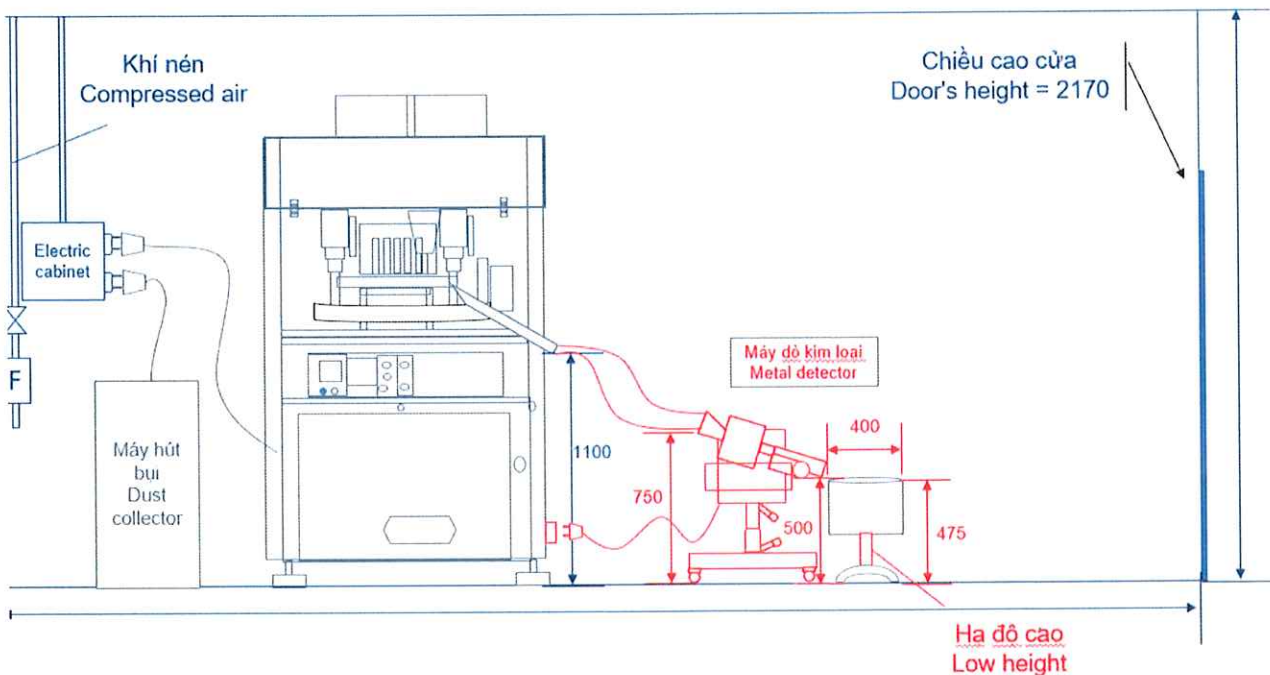 Khí nén
Compressed air
Chiều cao cửa
Door's height = 2170
Electric
cabinet
F
Máy hút
bụi
Dust
collector
Máy dò kim loại
Metal detector
400
1100
750
500
475
Hạ độ cao
Low height